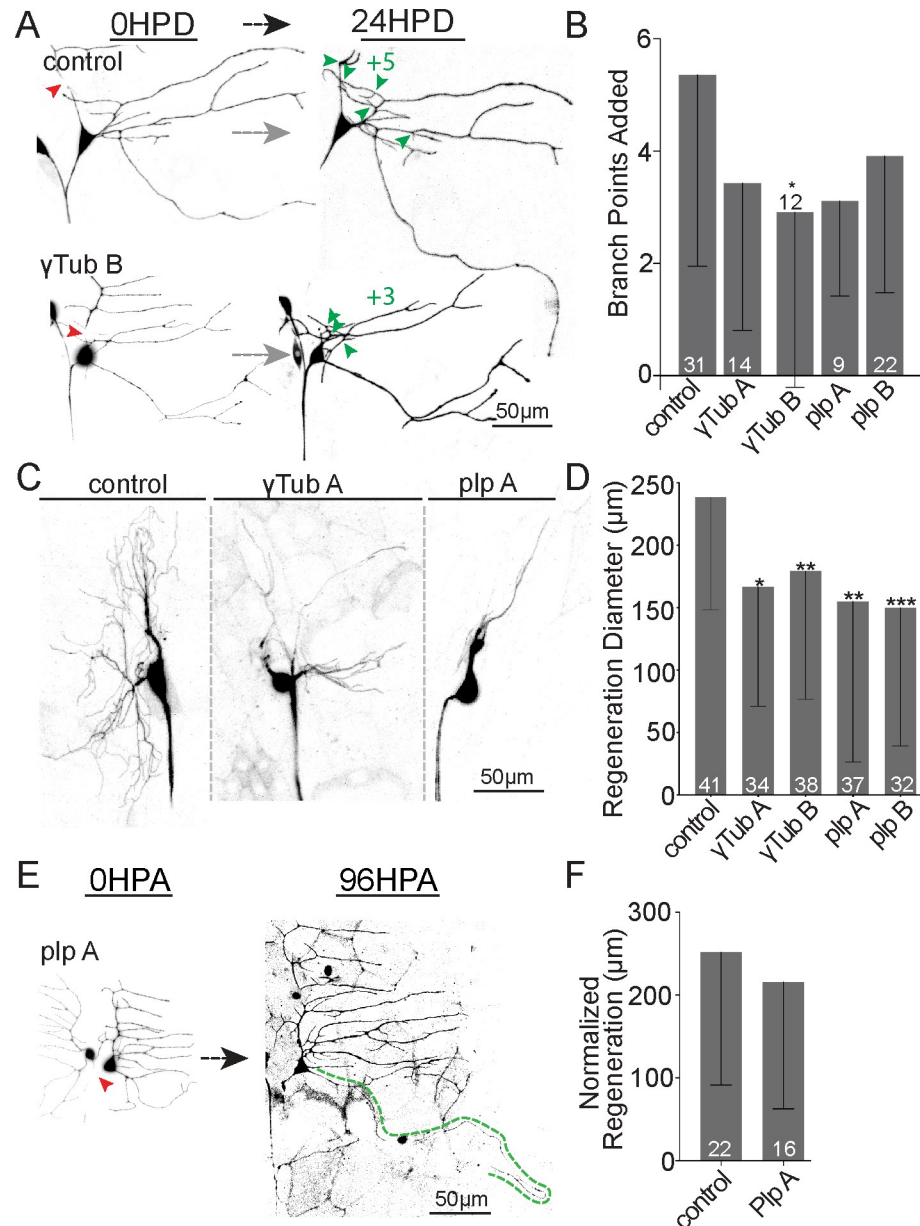 A
0HPD
24HPD
control
+5
γTub B
+3
50µm
B
Branch Points Added
6
4
2
0
*
12
31
14
9
22
control
γTub A
γTub B
plp A
plp B
C
control
γTub A
plp A
50µm
D
Regeneration Diameter (µm)
250
200
150
100
50
0
*
**
**
***
41
34
38
37
32
control
γTub A
γTub B
plp A
plp B
E
0HPA
96HPA
plp A
50µm
F
Normalized
Regeneration (µm)
300
200
100
0
22
16
control
Plp A